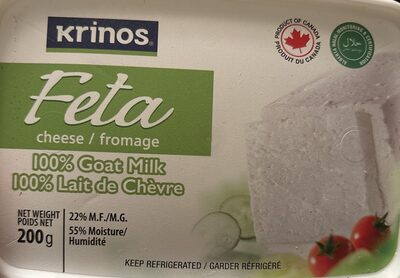 KRINOS
PRODUCT OF CANADA
PRODUIT DU CANADA
حلال
Feta
cheese / fromage
100% Goat Milk
100% Lait de Chèvre
NET WEIGHT
POIDS NET
200g
22% M.F./M.G.
55% Moisture/
Humidité
KEEP REFRIGERATED / GARDER RÉFRIGÉRÉ